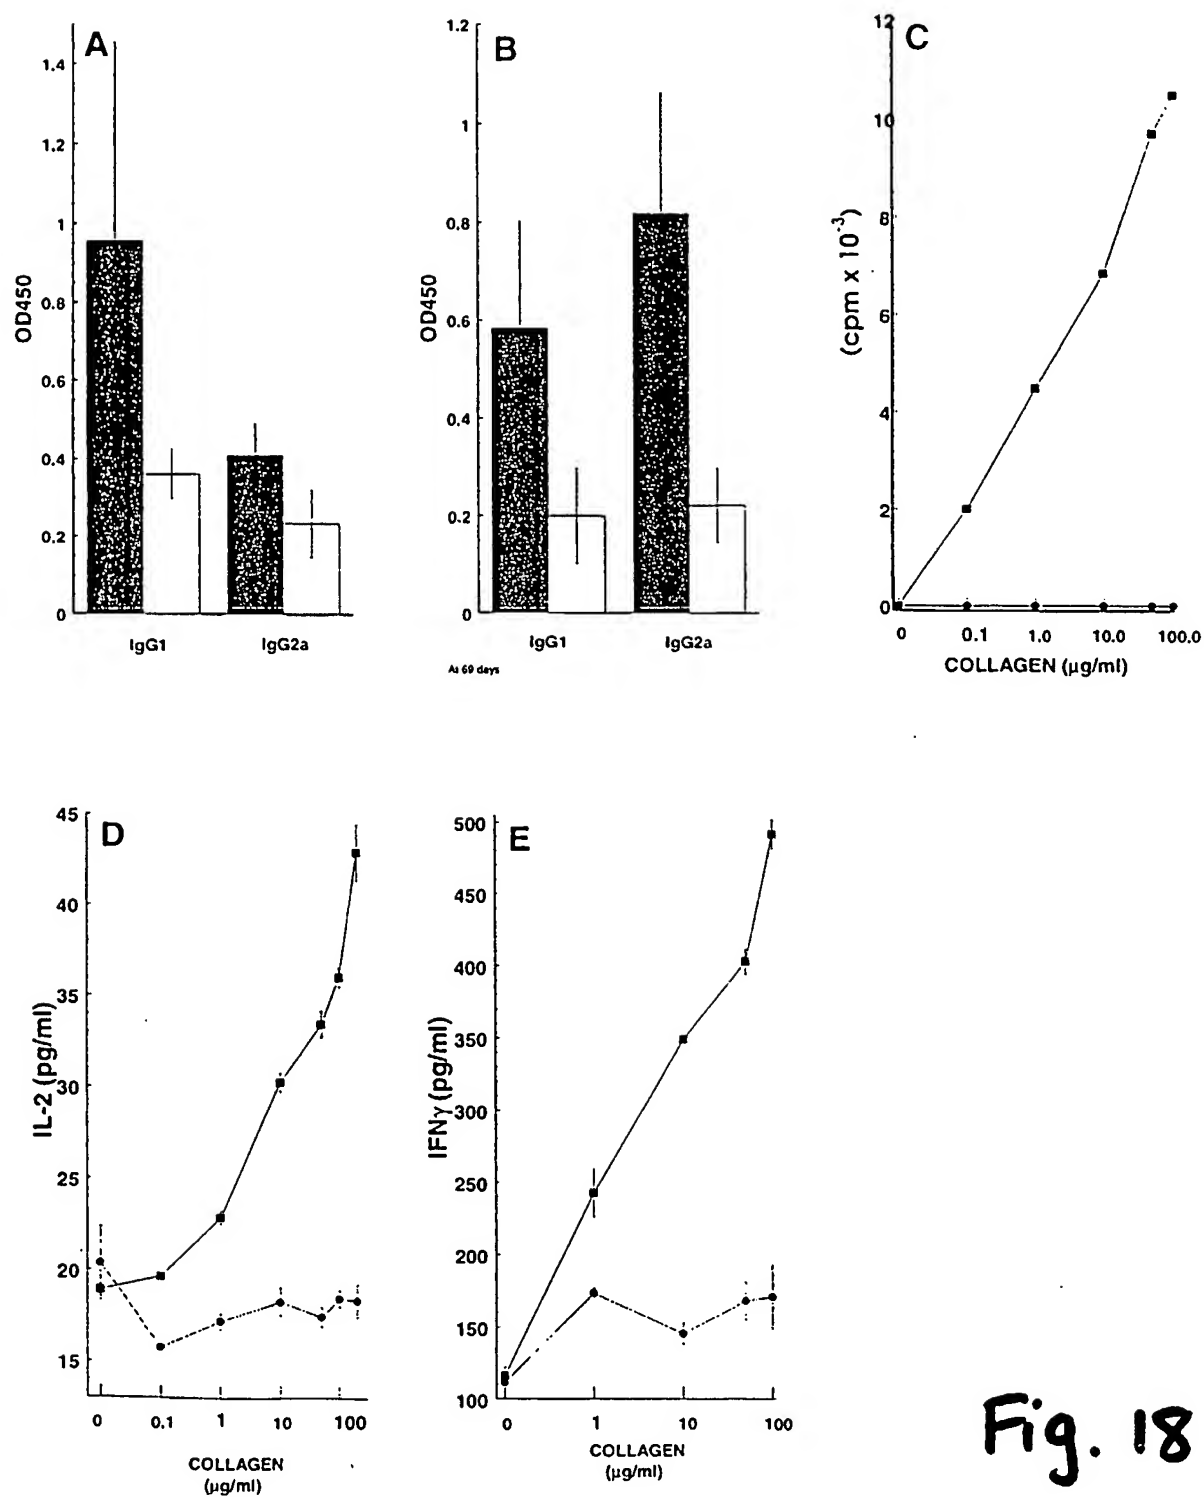 A
1.4
1.2
1
0.8
0.6
0.4
0.2
0
OD450
IgG1 IgG2a
B
1.2
1
0.8
0.6
0.4
0.2
0
OD450
IgG1 IgG2a
At 69 days
C
12
10
8
6
4
2
0
(cpm x 10-3)
0 0.1 1.0 10.0 100.0
COLLAGEN (µg/ml)
D
45
40
35
30
25
20
15
IL-2 (pg/ml)
0 0.1 1 10 100
COLLAGEN
(µg/ml)
E
500
450
400
350
300
250
200
150
100
IFNγ (pg/ml)
0 1 10 100
COLLAGEN
(µg/ml)
Fig. 18